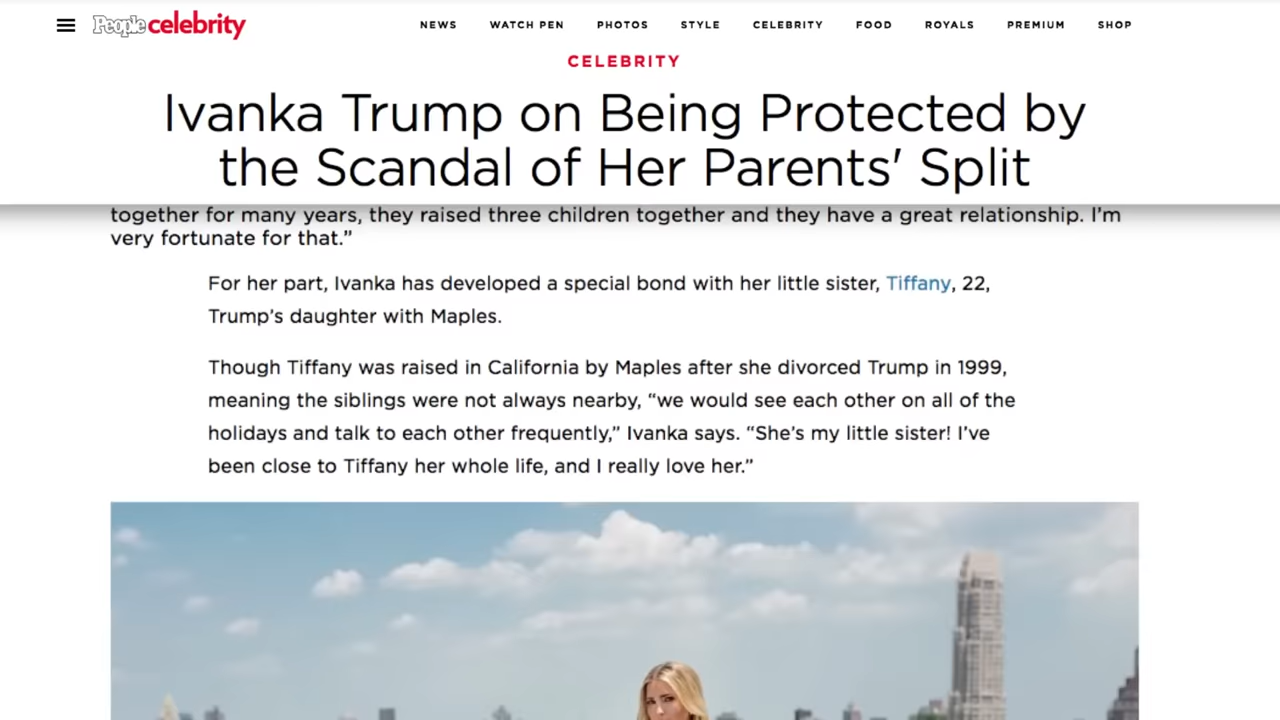 People celebrity NEWS WATCH PEN PHOTOS STYLE CELEBRITY FOOD ROYALS PREMIUM SHOP
CELEBRITY
Ivanka Trump on Being Protected by
the Scandal of Her Parents' Split
together for many years, they raised three children together and they have a great relationship. I’m
very fortunate for that.”
For her part, Ivanka has developed a special bond with her little sister, Tiffany, 22,
Trump’s daughter with Maples.
Though Tiffany was raised in California by Maples after she divorced Trump in 1999,
meaning the siblings were not always nearby, “we would see each other on all of the
holidays and talk to each other frequently,” Ivanka says. “She’s my little sister! I’ve
been close to Tiffany her whole life, and I really love her.”